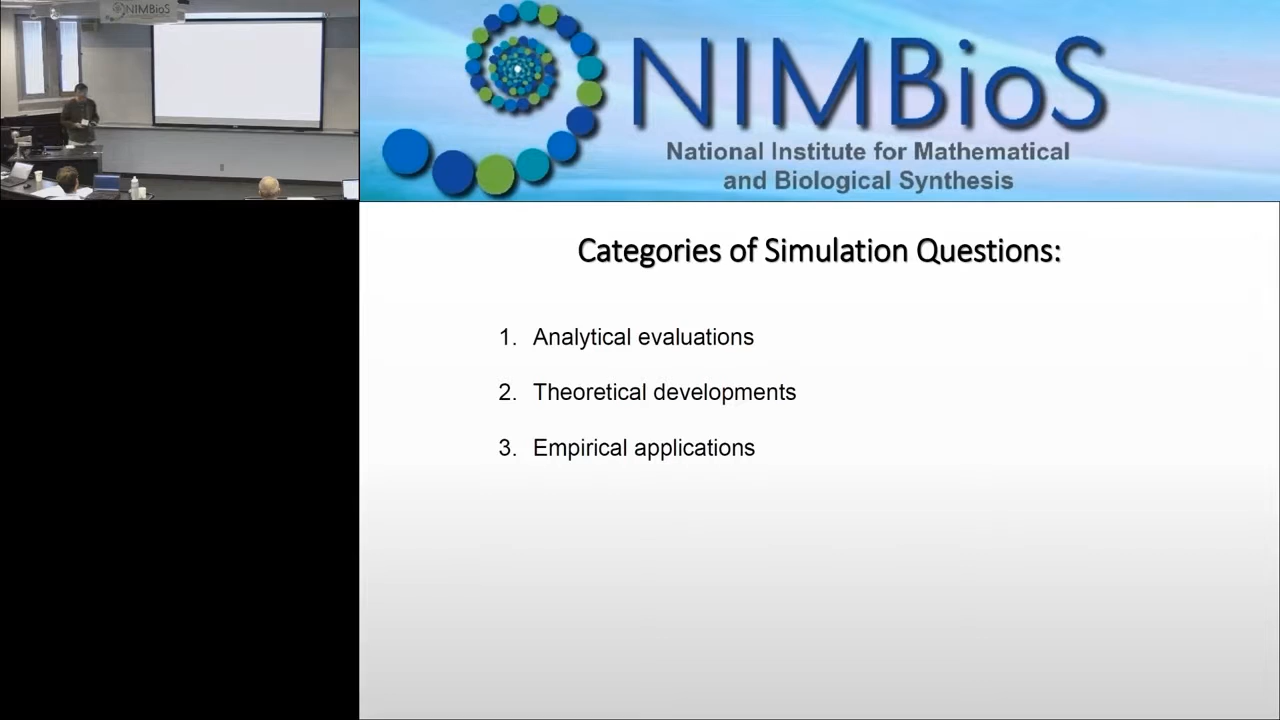 NIMBioS
NIMBioS
National Institute for Mathematical
and Biological Synthesis
Categories of Simulation Questions:
1. Analytical evaluations
2. Theoretical developments
3. Empirical applications